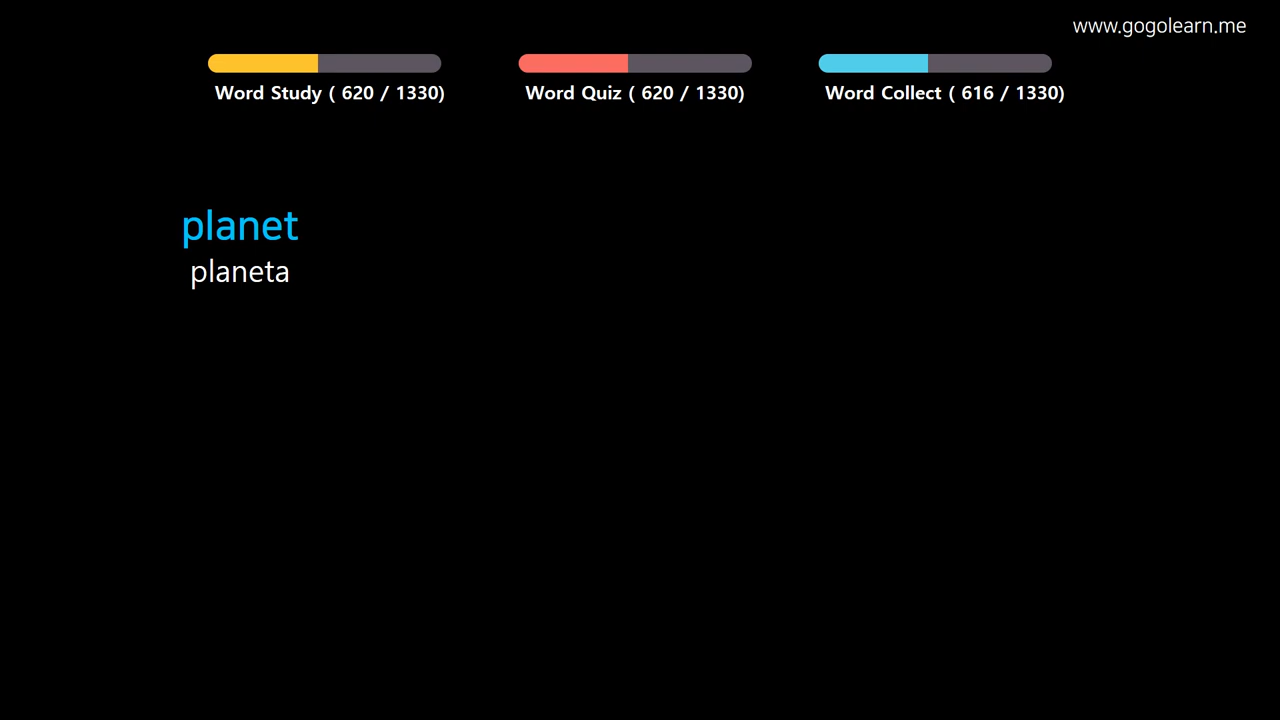 www.gogolearn.me
Word Study ( 620 / 1330)
Word Quiz ( 620 / 1330)
Word Collect ( 616 / 1330)
planet
planeta